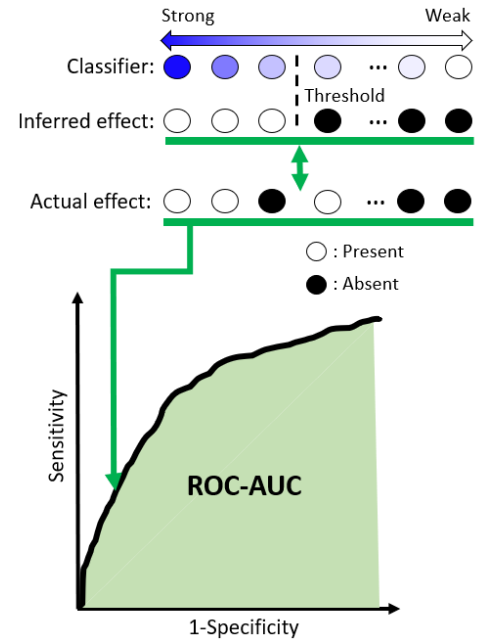 Strong Weak
Classifier: ...
Threshold
Inferred effect: ...
Actual effect: ...
: Present
: Absent
Sensitivity
ROC-AUC
1-Specificity